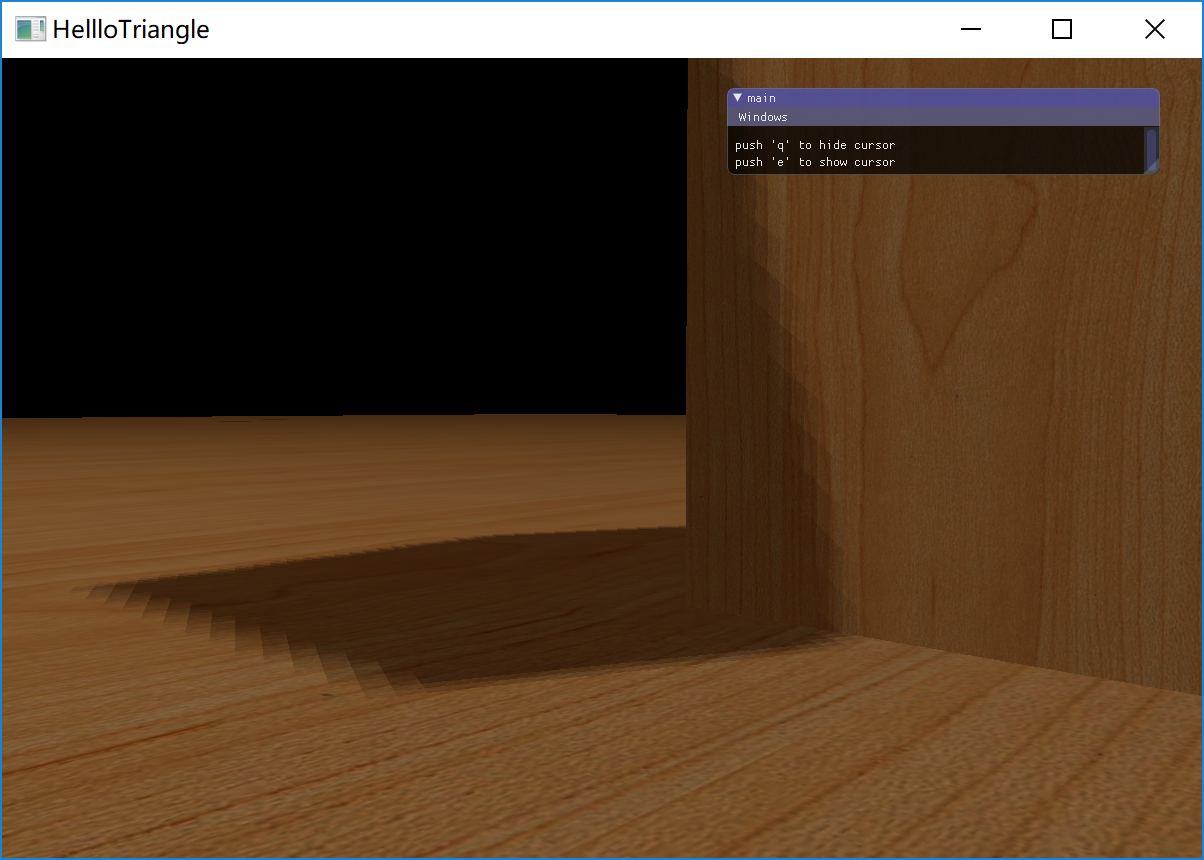 HellloTriangle
main
Windows
push 'q' to hide cursor
push 'e' to show cursor